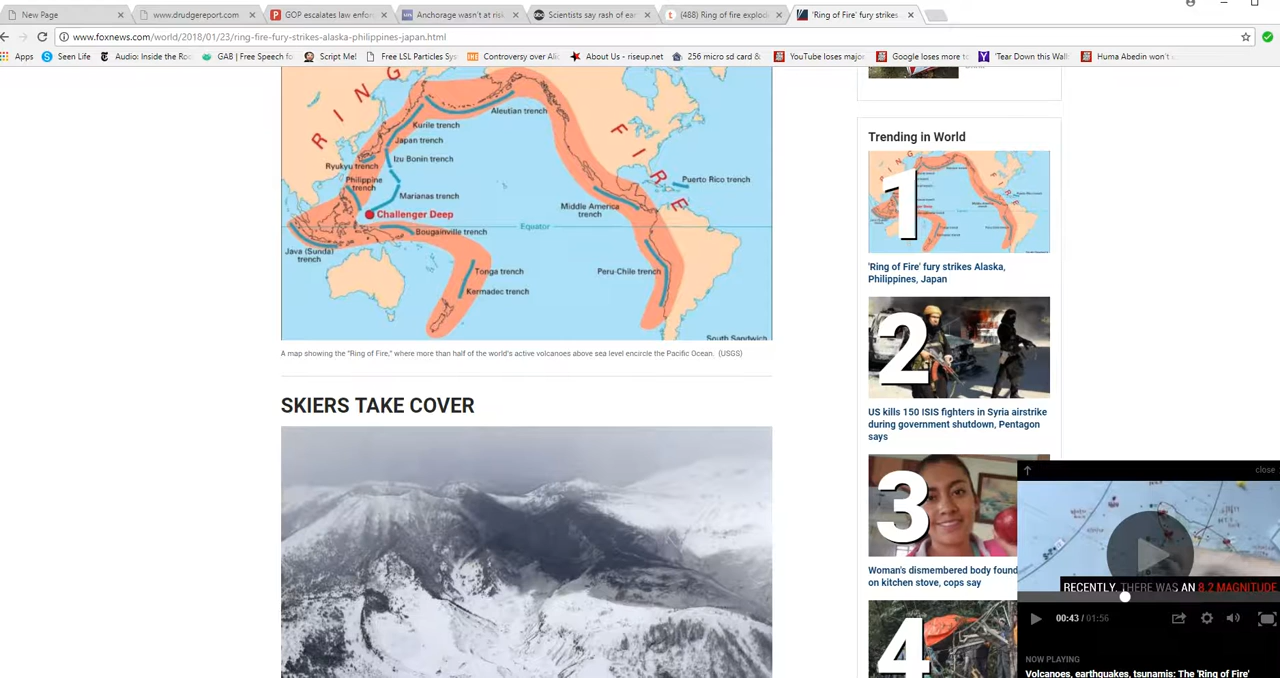 New Page
www.drudgereport.com
GOP escalates law enfor
Anchorage wasn't at risk
Scientists say rash of ear
(488) Ring of fire explod
'Ring of Fire' fury strikes
www.foxnews.com/world/2018/01/23/ring-fire-fury-strikes-alaska-philippines-japan.html
Apps
Seen Life
Audio: Inside the Roc
GAB | Free Speech fo
Script Me!
Free LSL Particles Sys
Controversy over Alic
About Us - riseup.net
256 micro sd card &
YouTube loses major
Google loses more t
'Tear Down this Wall
Huma Abedin won't
RING
FIRE
Aleutian trench
Kurile trench
Japan trench
Izu Bonin trench
Ryukyu trench
Philippine
trench
Marianas trench
Challenger Deep
Bougainville trench
Equator
Java (Sunda)
trench
Tonga trench
Kermadec trench
Middle America
trench
Puerto Rico trench
Peru-Chile trench
South Sandwich
A map showing the "Ring of Fire," where more than half of the world's active volcanoes above sea level encircle the Pacific Ocean. (USGS)
SKIERS TAKE COVER
Trending in World
1
'Ring of Fire' fury strikes Alaska,
Philippines, Japan
2
US kills 150 ISIS fighters in Syria airstrike
during government shutdown, Pentagon
says
3
Woman's dismembered body found
on kitchen stove, cops say
4
close
RECENTLY, THERE WAS AN 8.2 MAGNITUDE
00:43 / 01:56
NOW PLAYING
Volcanoes, earthquakes, tsunamis: The 'Ring of Fire'